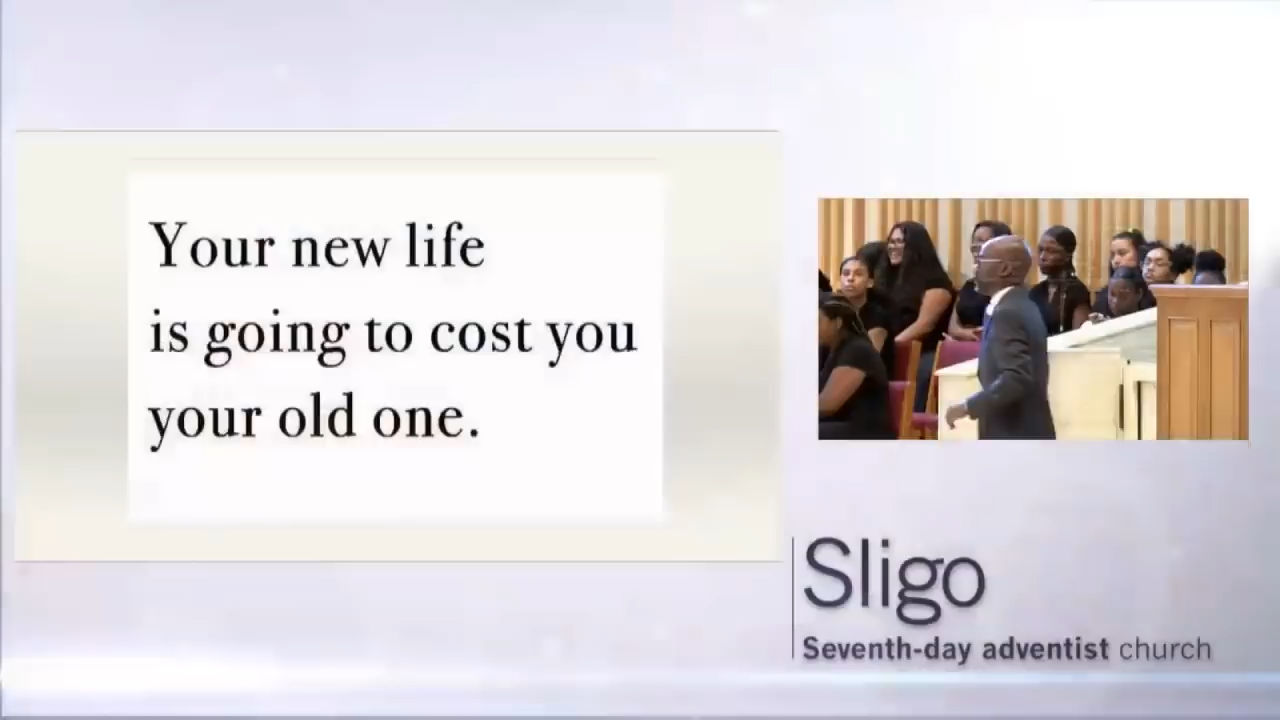 Your new life
is going to cost you
your old one.
Sligo
Seventh-day adventist church